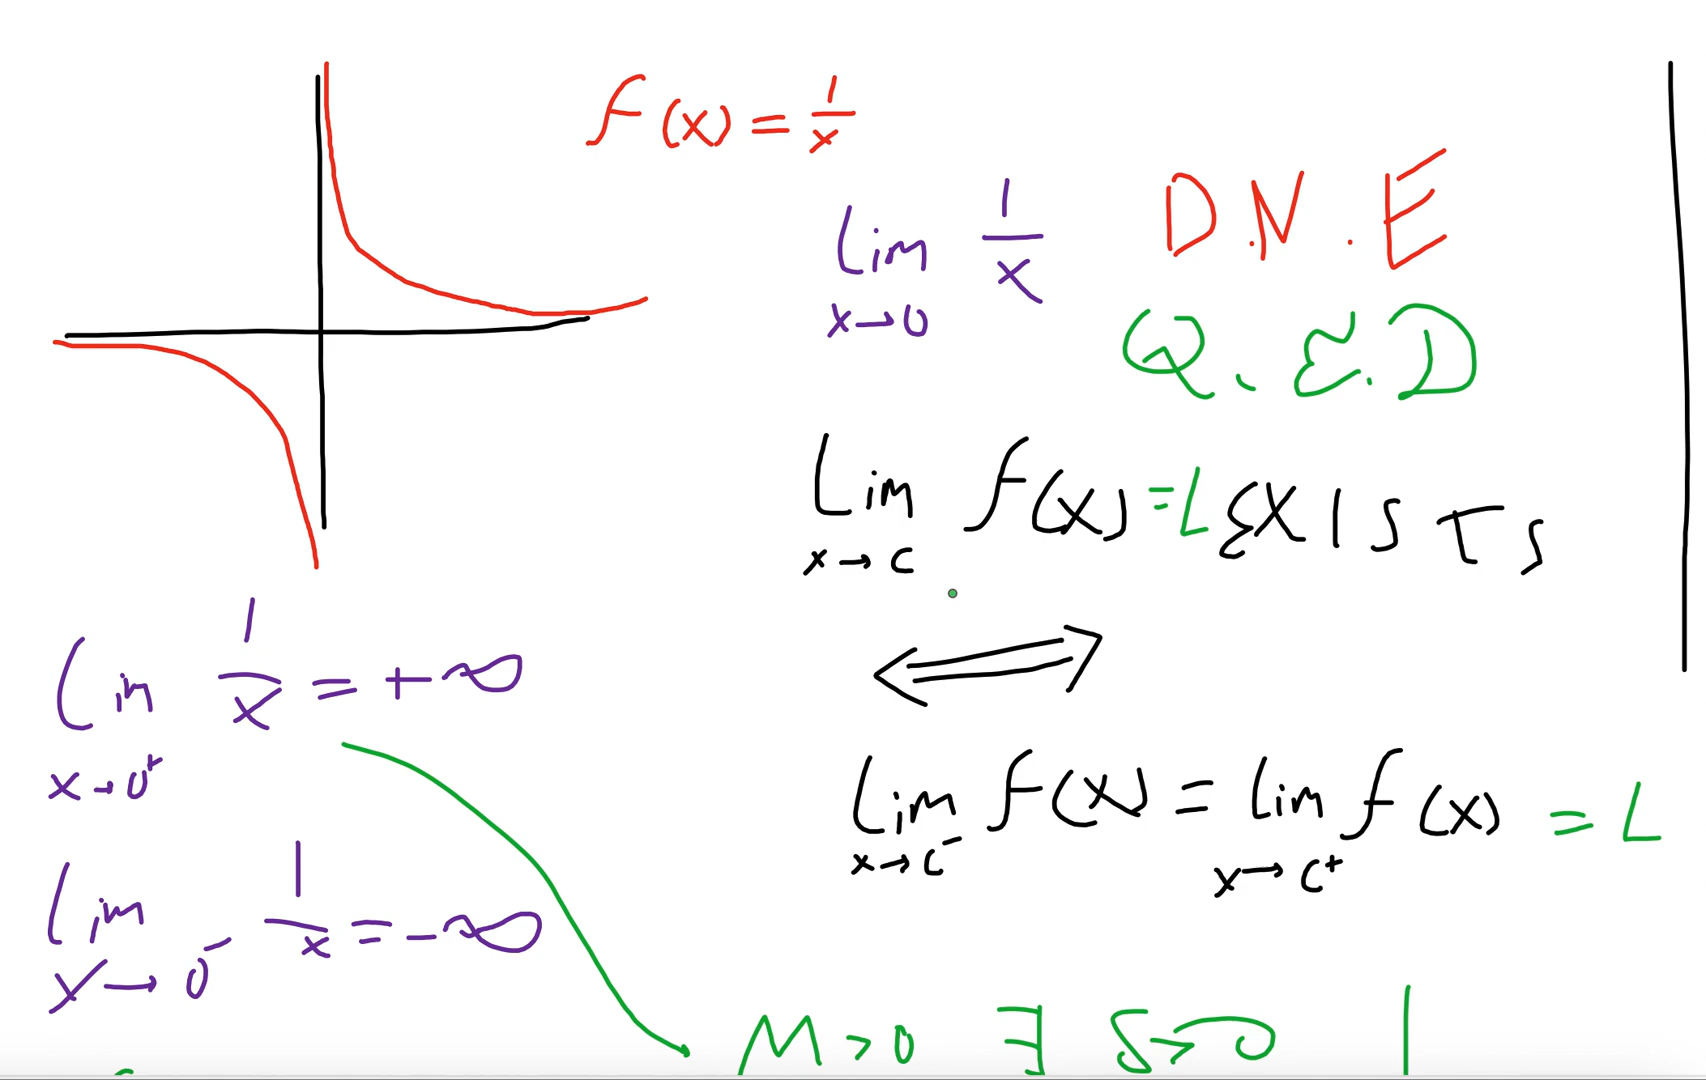 f(x) = 1/x
lim x→0 1/x D.N.E
Q.E.D
Lim x→c f(x) = L EXISTS
⟺
lim x→0⁺ 1/x = +∞
lim x→c⁻ f(x) = lim x→c⁺ f(x) = L
lim x→0⁻ 1/x = -∞
M > 0 ∃ δ > 0 |